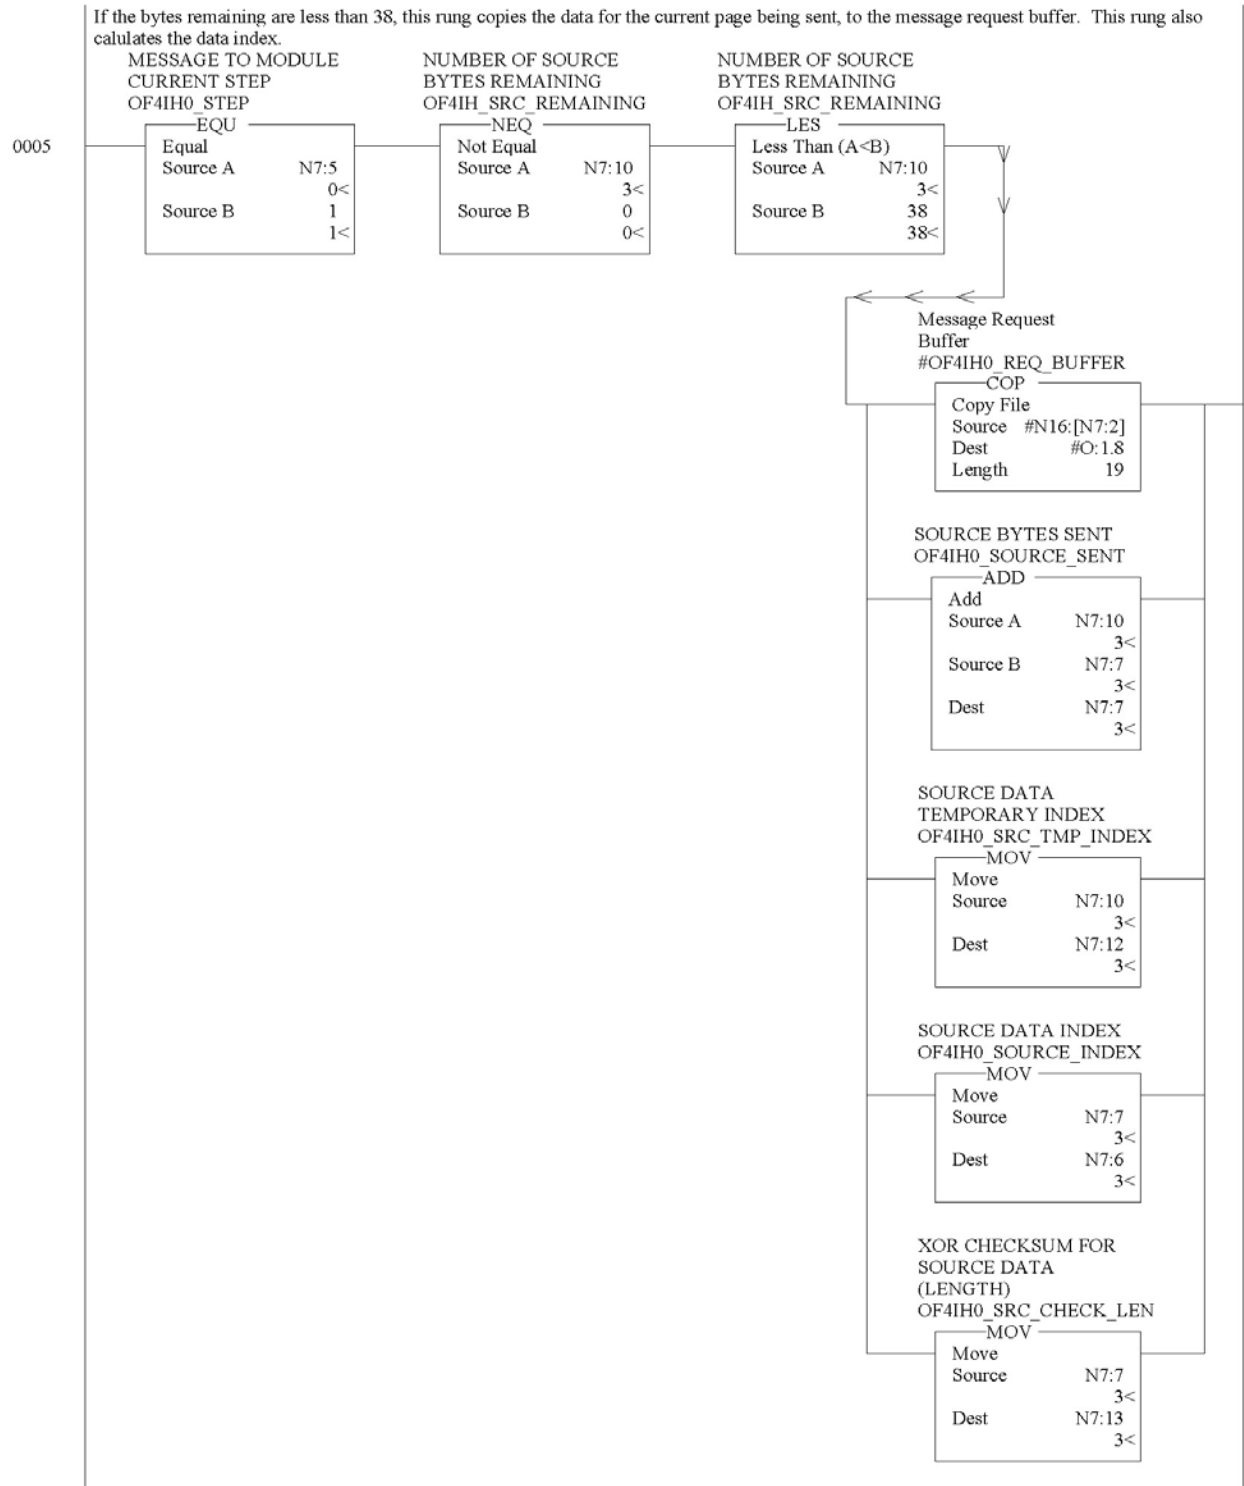 If the bytes remaining are less than 38, this rung copies the data for the current page being sent, to the message request buffer.  This rung also
calulates the data index.
MESSAGE TO MODULE
CURRENT STEP
OF4IH0_STEP
EQU
Equal
Source A N7:5
0<
Source B 1
1<
NUMBER OF SOURCE
BYTES REMAINING
OF4IH_SRC_REMAINING
NEQ
Not Equal
Source A N7:10
3<
Source B 0
0<
NUMBER OF SOURCE
BYTES REMAINING
OF4IH_SRC_REMAINING
LES
Less Than (A<B)
Source A N7:10
3<
Source B 38
38<
0005
Message Request
Buffer
#OF4IH0_REQ_BUFFER
COP
Copy File
Source #N16:[N7:2]
Dest #O:1.8
Length 19
SOURCE BYTES SENT
OF4IH0_SOURCE_SENT
ADD
Add
Source A N7:10
3<
Source B N7:7
3<
Dest N7:7
3<
SOURCE DATA
TEMPORARY INDEX
OF4IH0_SRC_TMP_INDEX
MOV
Move
Source N7:10
3<
Dest N7:12
3<
SOURCE DATA INDEX
OF4IH0_SOURCE_INDEX
MOV
Move
Source N7:7
3<
Dest N7:6
3<
XOR CHECKSUM FOR
SOURCE DATA
(LENGTH)
OF4IH0_SRC_CHECK_LEN
MOV
Move
Source N7:7
3<
Dest N7:13
3<